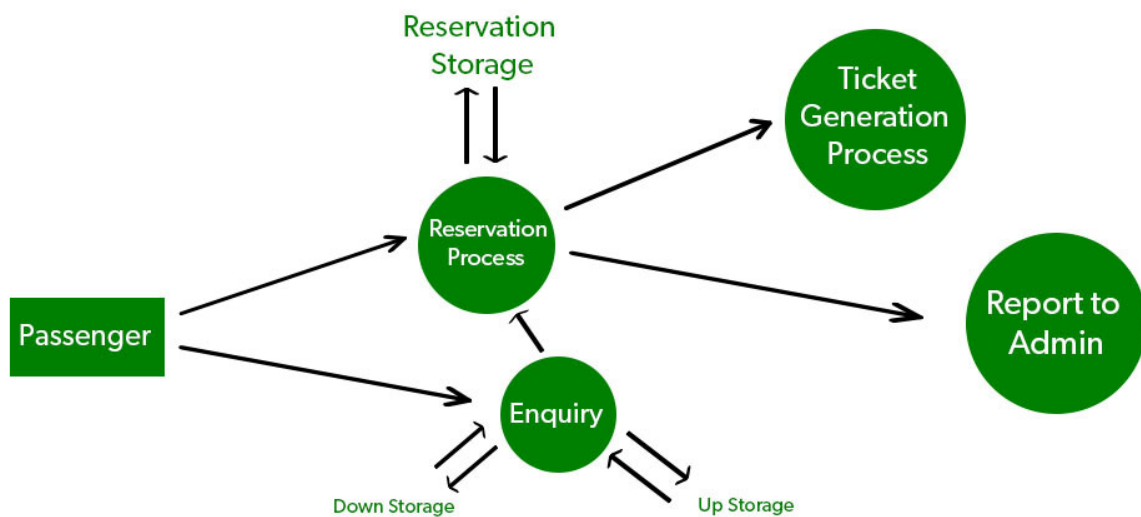 Reservation
Storage
Ticket
Generation
Process
Reservation
Process
Passenger
Report to
Admin
Enquiry
Down Storage
Up Storage